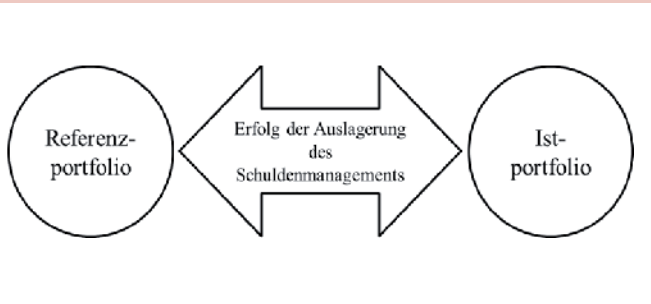 Referenz-
portfolio
Erfolg der Auslagerung
des
Schuldenmanagements
Ist-
portfolio